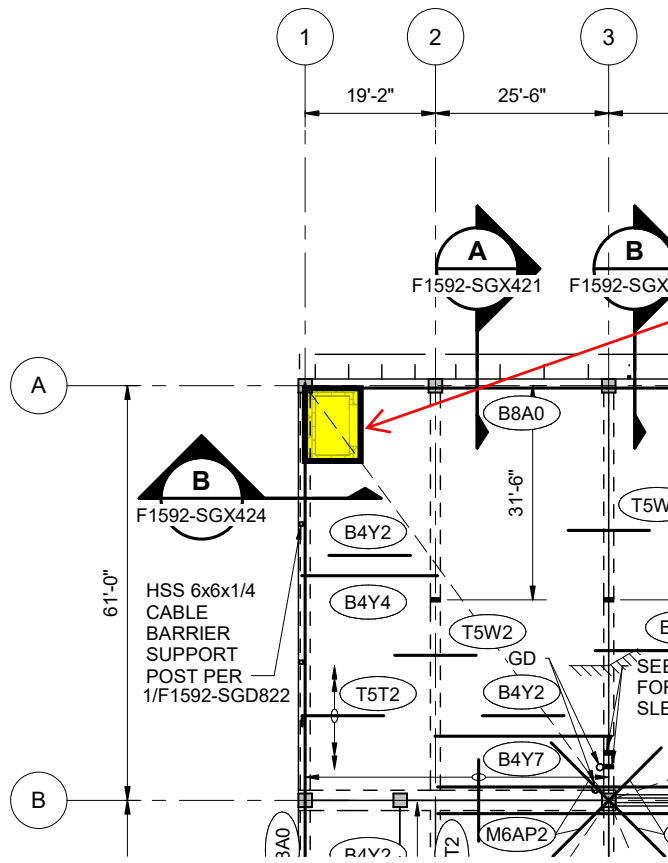 1
2
3
19'-2"
25'-6"
A
F1592-SGX421
B
F1592-SGX
A
B8A0
B
F1592-SGX424
31'-6"
T5W
B4Y2
61'-0"
HSS 6x6x1/4
CABLE
BARRIER
SUPPORT
POST PER
1/F1592-SGD822
B4Y4
T5W2
B
GD
SEE
FOR
SLE
T5T2
B4Y2
B4Y7
B
M6AP2
B4Y2
T2